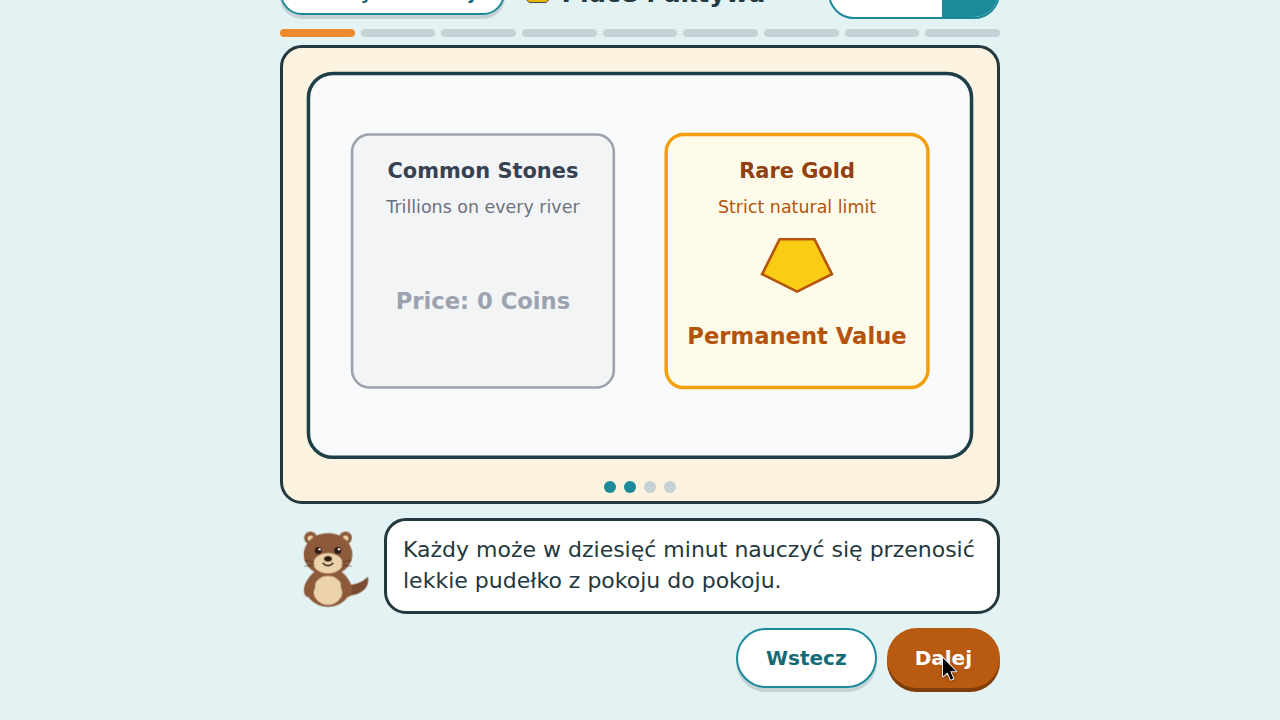 Common Stones
Trillions on every river
Price: 0 Coins
Rare Gold
Strict natural limit
Permanent Value
Każdy może w dziesięć minut nauczyć się przenosić
lekkie pudełko z pokoju do pokoju.
Wstecz
Dalej